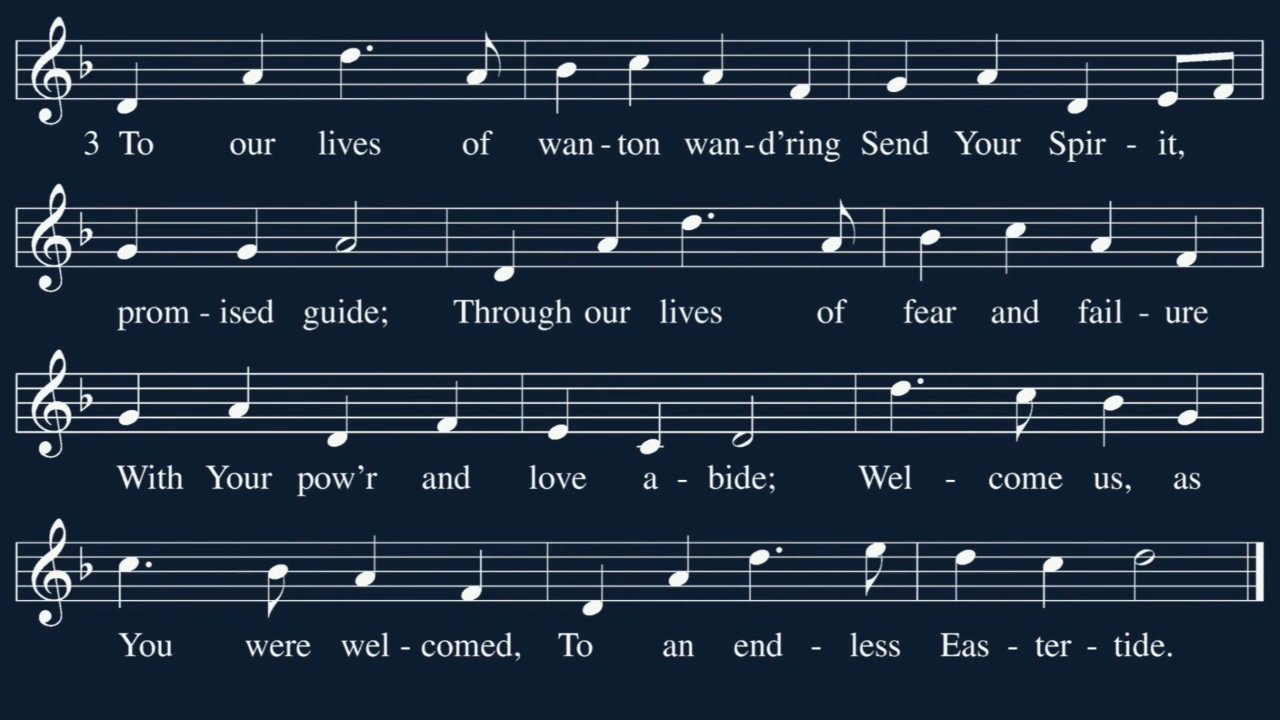 3 To our lives of wan - ton wan - d'ring Send Your Spir - it,
prom - ised guide; Through our lives of fear and fail - ure
With Your pow'r and love a - bide; Wel - come us, as
You were wel - comed, To an end - less Eas - ter - tide.